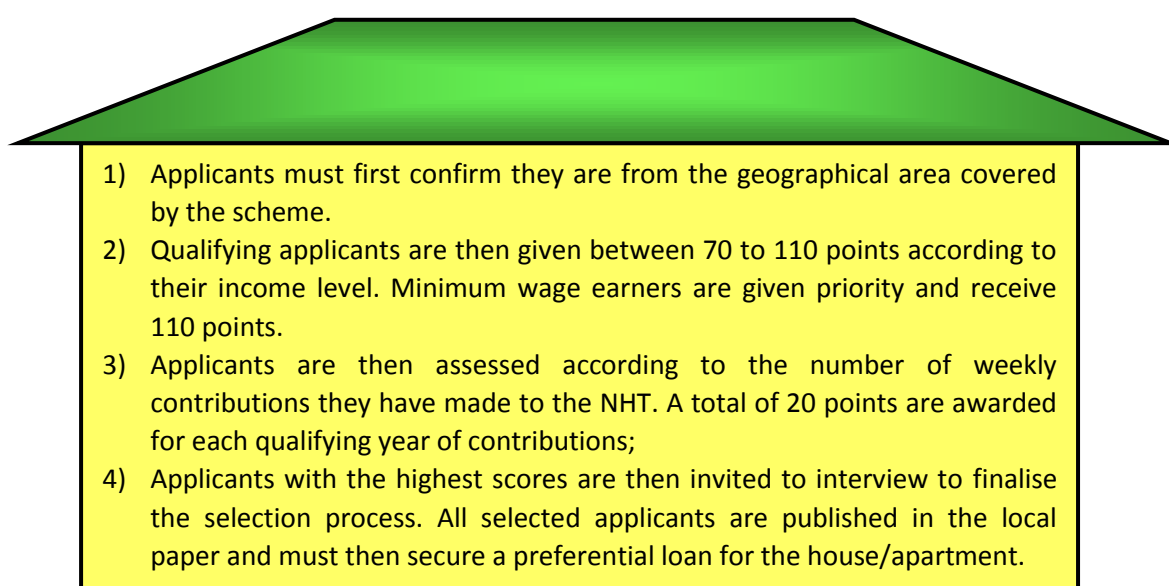 1) Applicants must first confirm they are from the geographical area covered
by the scheme.
2) Qualifying applicants are then given between 70 to 110 points according to
their income level. Minimum wage earners are given priority and receive
110 points.
3) Applicants are then assessed according to the number of weekly
contributions they have made to the NHT. A total of 20 points are awarded
for each qualifying year of contributions;
4) Applicants with the highest scores are then invited to interview to finalise
the selection process. All selected applicants are published in the local
paper and must then secure a preferential loan for the house/apartment.